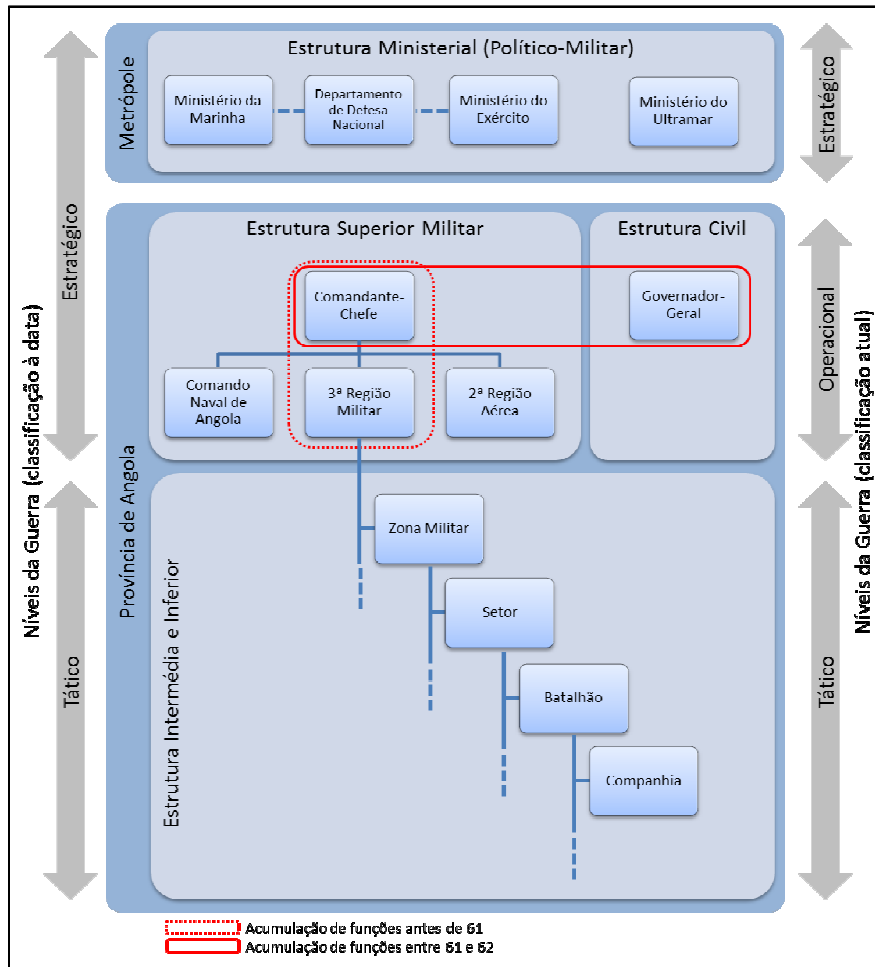 Estrutura Ministerial (Político-Militar)
Metrópole
Ministério da
Marinha
Departamento
de Defesa
Nacional
Ministério do
Exército
Ministério do
Ultramar
Estratégico
Níveis da Guerra (classificação à data)
Estratégico
Província de Angola
Estrutura Superior Militar
Estrutura Civil
Comandante-
Chefe
Governador-
Geral
Comando
Naval de
Angola
3ª Região
Militar
2ª Região
Aérea
Operacional
Níveis da Guerra (classificação atual)
Tático
Estrutura Intermédia e Inferior
Zona Militar
Setor
Batalhão
Companhia
Tático
Acumulação de funções antes de 61
Acumulação de funções entre 61 e 62